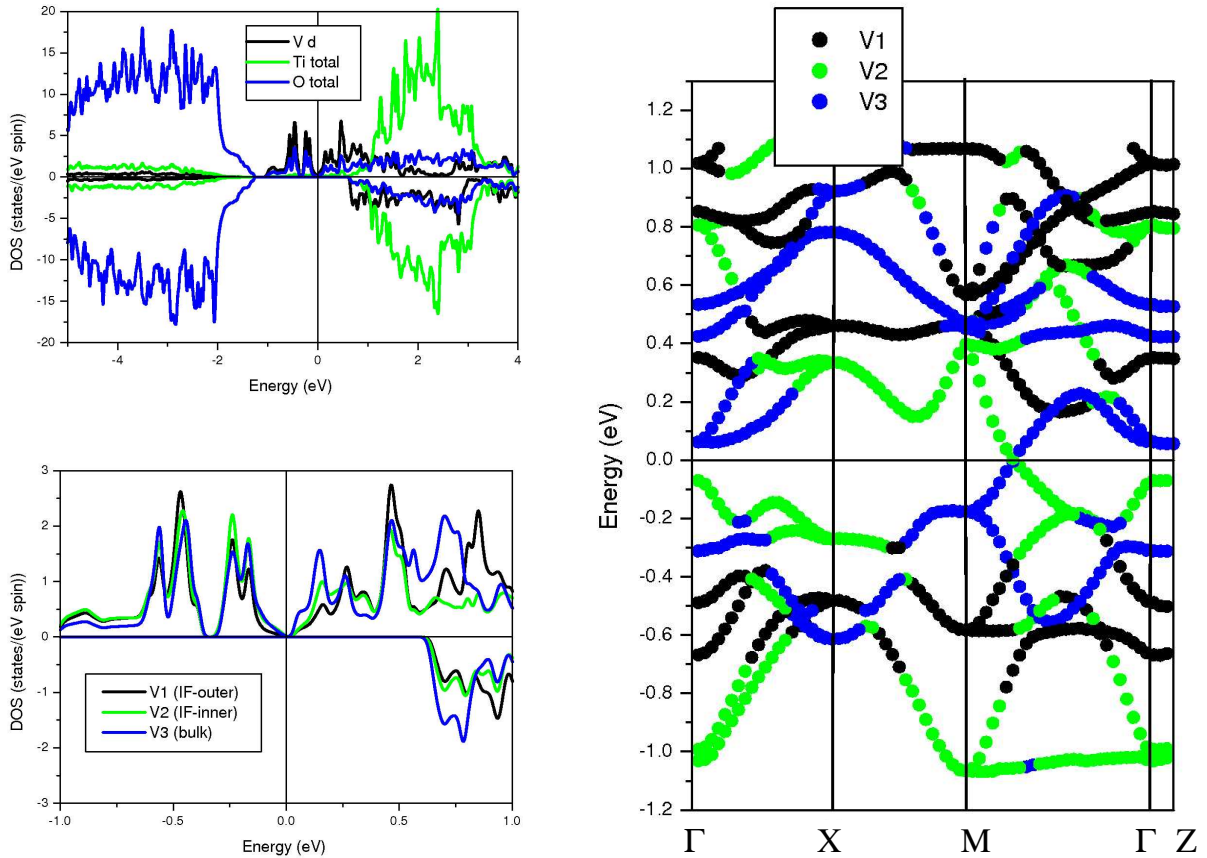 20
15
10
5
0
-5
-10
-15
-20
DOS (states/(eV spin))
V d
Ti total
O total
-4 -2 0 2 4
Energy (eV)
3
2
1
0
-1
-2
-3
DOS (states/(eV spin))
V1 (IF-outer)
V2 (IF-inner)
V3 (bulk)
-1.0 -0.5 0.0 0.5 1.0
Energy (eV)
V1
V2
V3
1.2
1.0
0.8
0.6
0.4
0.2
0.0
-0.2
-0.4
-0.6
-0.8
-1.0
-1.2
Energy (eV)
Γ X M Γ Z